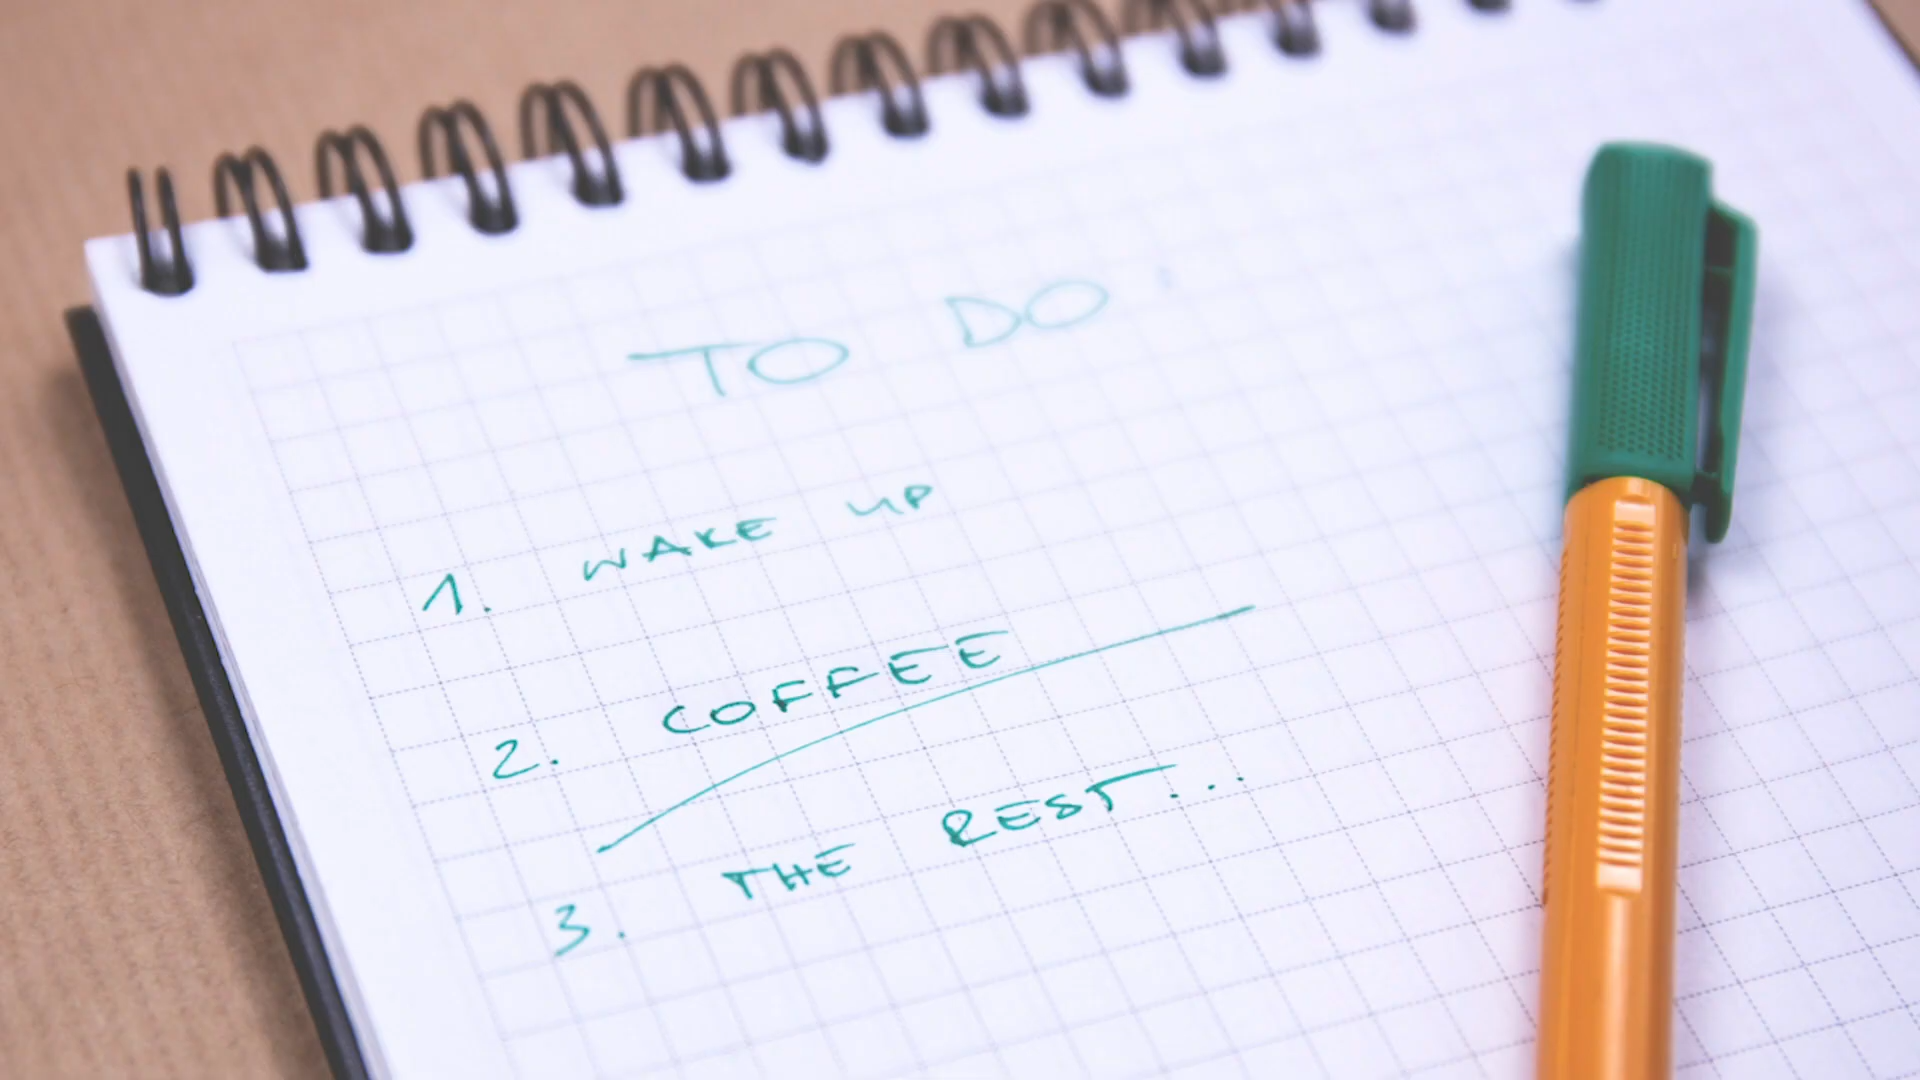 TO DO
1. WAKE UP
2. COFFEE
3. THE REST...